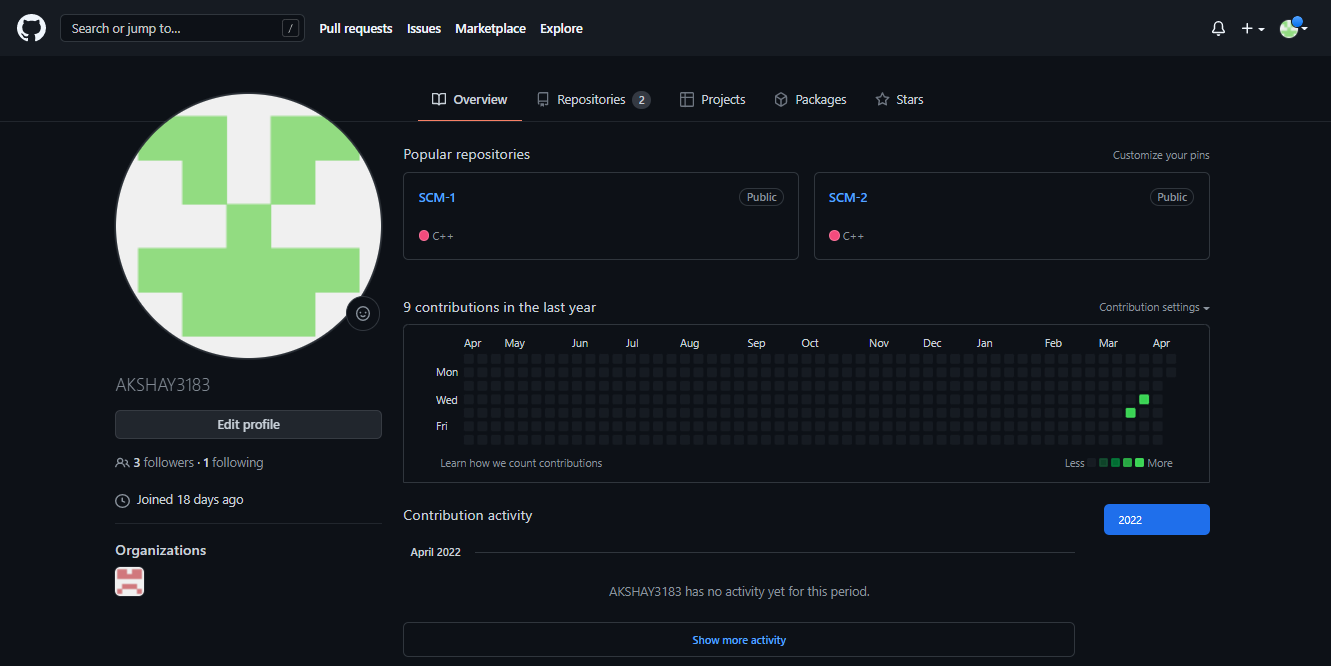 Search or jump to... / Pull requests Issues Marketplace Explore
Overview Repositories 2 Projects Packages Stars
Popular repositories Customize your pins
SCM-1 Public SCM-2 Public
C++ C++
9 contributions in the last year Contribution settings
Apr May Jun Jul Aug Sep Oct Nov Dec Jan Feb Mar Apr
Mon
Wed
Fri
Learn how we count contributions Less More
AKSHAY3183
Edit profile
3 followers · 1 following
Joined 18 days ago
Organizations
Contribution activity 2022
April 2022
AKSHAY3183 has no activity yet for this period.
Show more activity